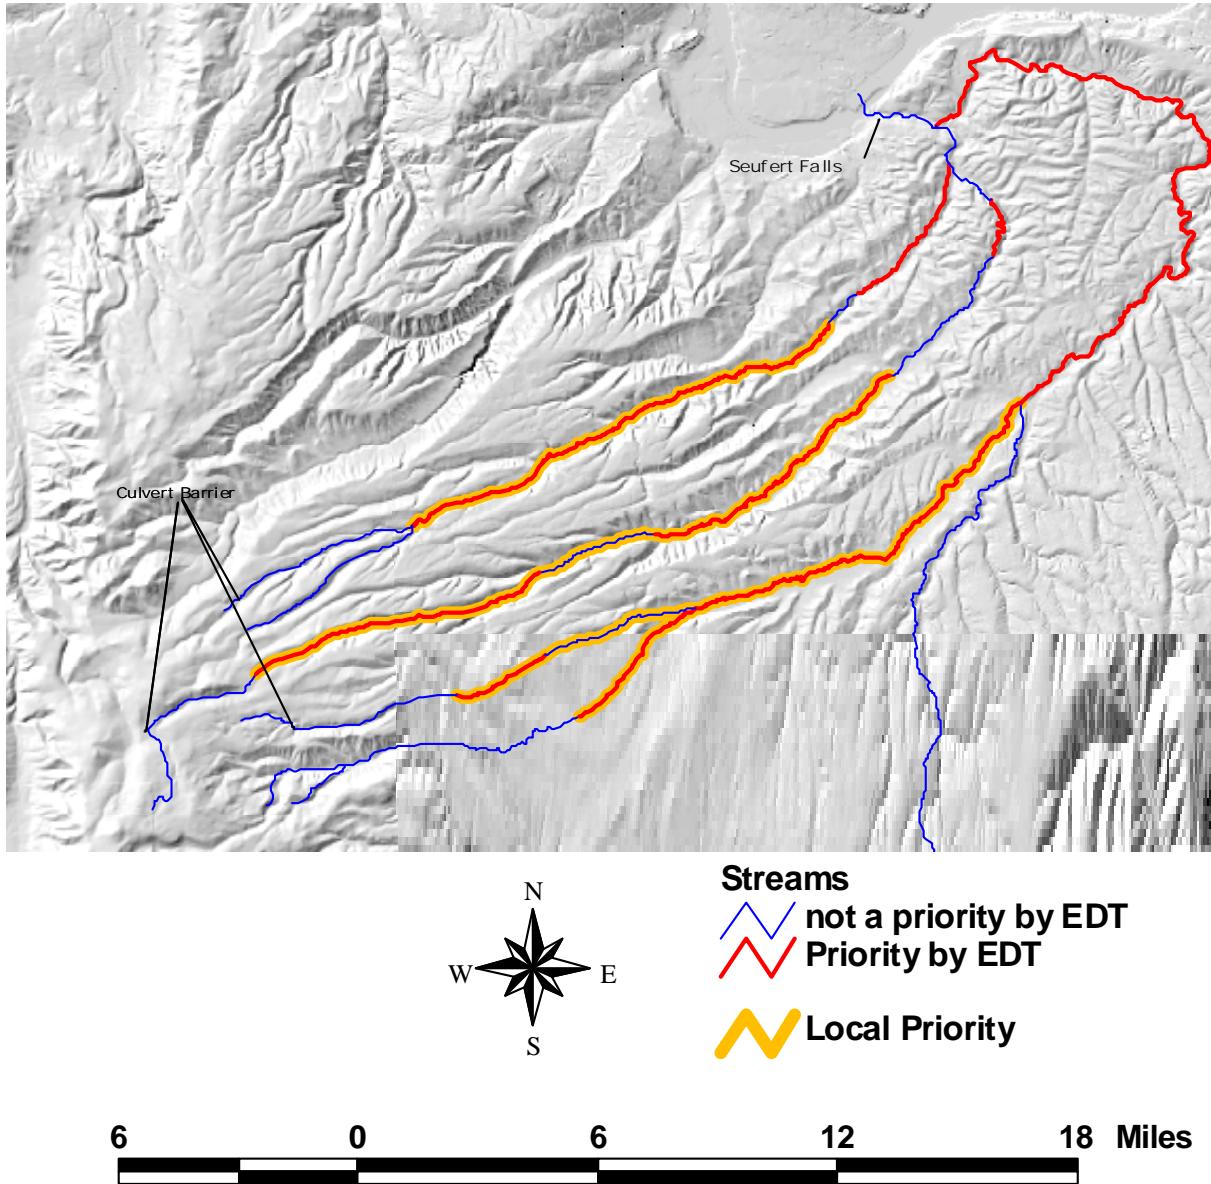 Seufert Falls
Culvert Barrier
N
W E
S
Streams
not a priority by EDT
Priority by EDT
Local Priority
6 0 6 12 18 Miles